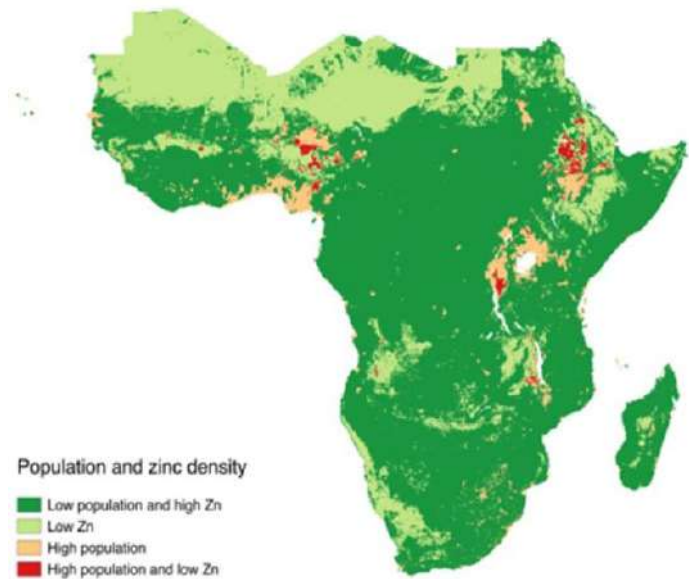 Population and zinc density
Low population and high Zn
Low Zn
High population
High population and low Zn